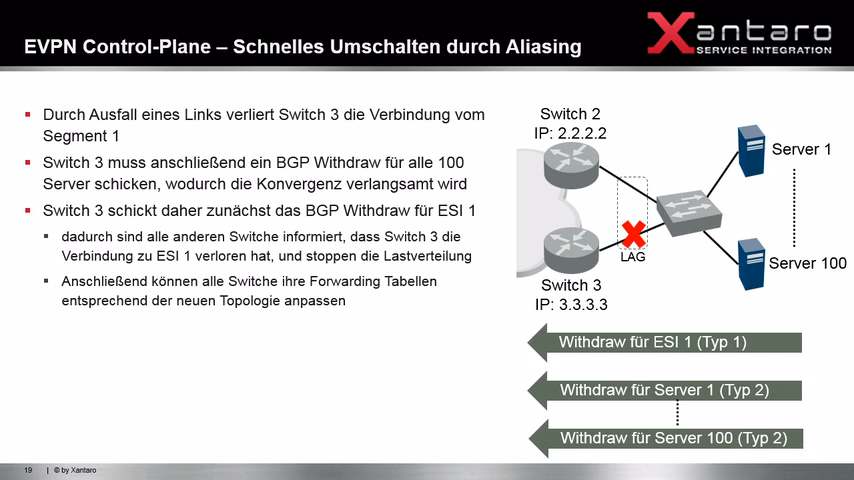 EVPN Control-Plane – Schnelles Umschalten durch Aliasing
Xantaro
SERVICE INTEGRATION
Durch Ausfall eines Links verliert Switch 3 die Verbindung vom
Segment 1
Switch 3 muss anschließend ein BGP Withdraw für alle 100
Server schicken, wodurch die Konvergenz verlangsamt wird
Switch 3 schickt daher zunächst das BGP Withdraw für ESI 1
dadurch sind alle anderen Switche informiert, dass Switch 3 die
Verbindung zu ESI 1 verloren hat, und stoppen die Lastverteilung
Anschließend können alle Switche ihre Forwarding Tabellen
entsprechend der neuen Topologie anpassen
Switch 2
IP: 2.2.2.2
Server 1
LAG
Server 100
Switch 3
IP: 3.3.3.3
Withdraw für ESI 1 (Typ 1)
Withdraw für Server 1 (Typ 2)
Withdraw für Server 100 (Typ 2)
19 | © by Xantaro